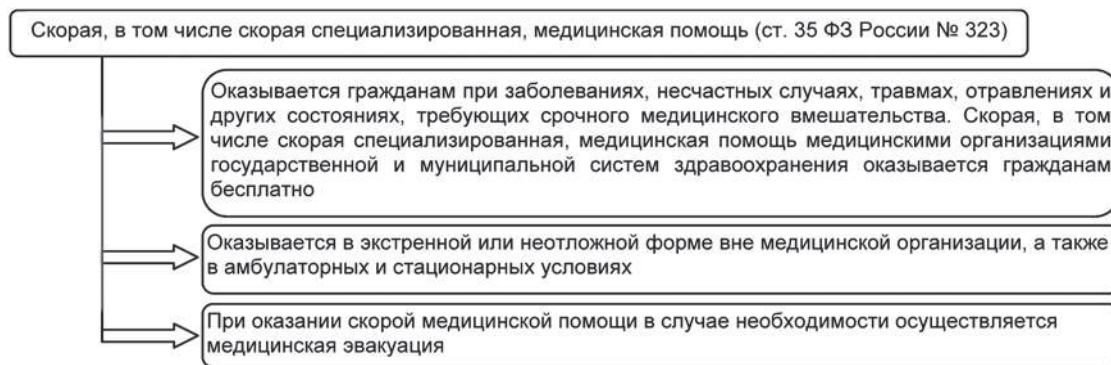 Скорая, в том числе скорая специализированная, медицинская помощь (ст. 35 ФЗ России № 323)
Оказывается гражданам при заболеваниях, несчастных случаях, травмах, отравлениях и
других состояниях, требующих срочного медицинского вмешательства. Скорая, в том
числе скорая специализированная, медицинская помощь медицинскими организациями
государственной и муниципальной систем здравоохранения оказывается гражданам
бесплатно
Оказывается в экстренной или неотложной форме вне медицинской организации, а также
в амбулаторных и стационарных условиях
При оказании скорой медицинской помощи в случае необходимости осуществляется
медицинская эвакуация